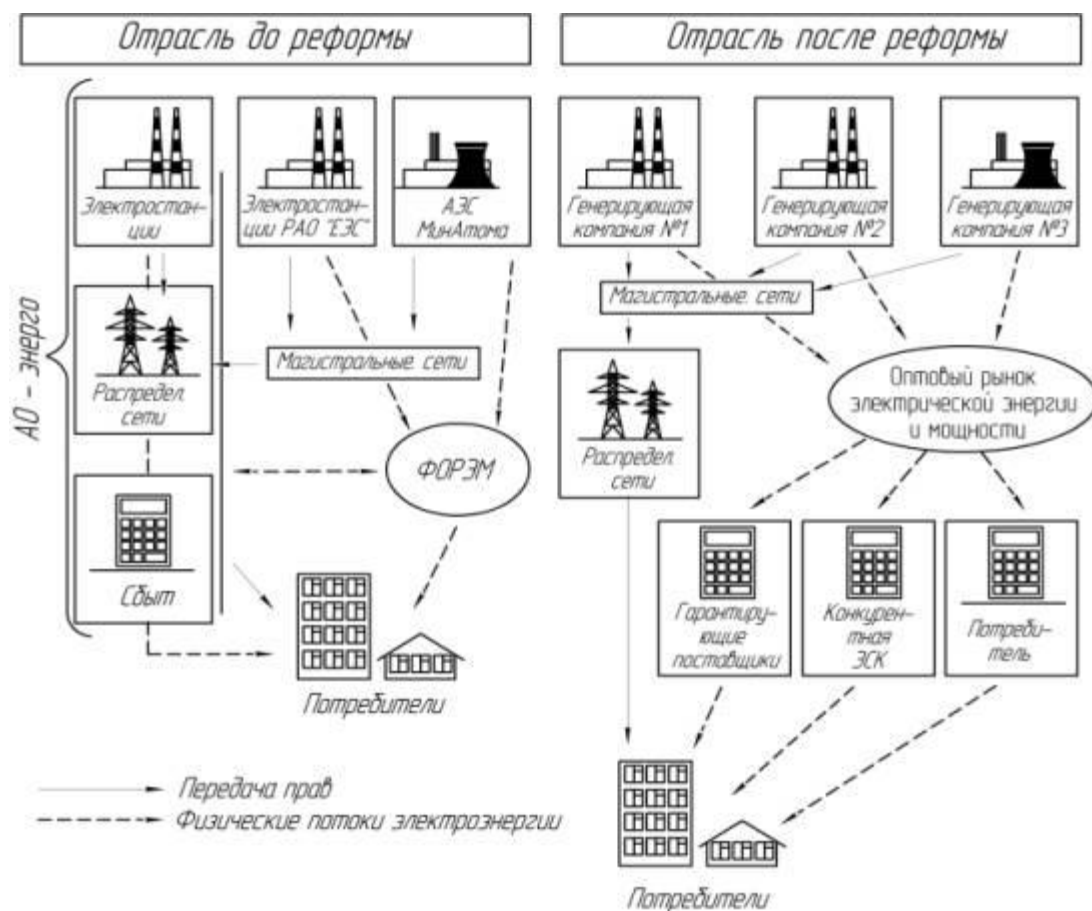 Отрасль до реформы
Отрасль после реформы
АО - энерго
Электростан-
ции
Электростан-
ции РАО "ЕЭС"
АЭС
МинАтома
Распредел.
сети
Магистральные. сети
ФОРЭМ
Сбыт
Потребители
Генерирующая
компания №1
Генерирующая
компания №2
Генерирующая
компания №3
Магистральные. сети
Распредел.
сети
Оптовый рынок
электрической энергии
и мощности
Гарантиру-
ющие
поставщики
Конкурен-
тная
ЭСК
Потреби-
тель
Потребители
Передача прав
Физические потоки электроэнергии